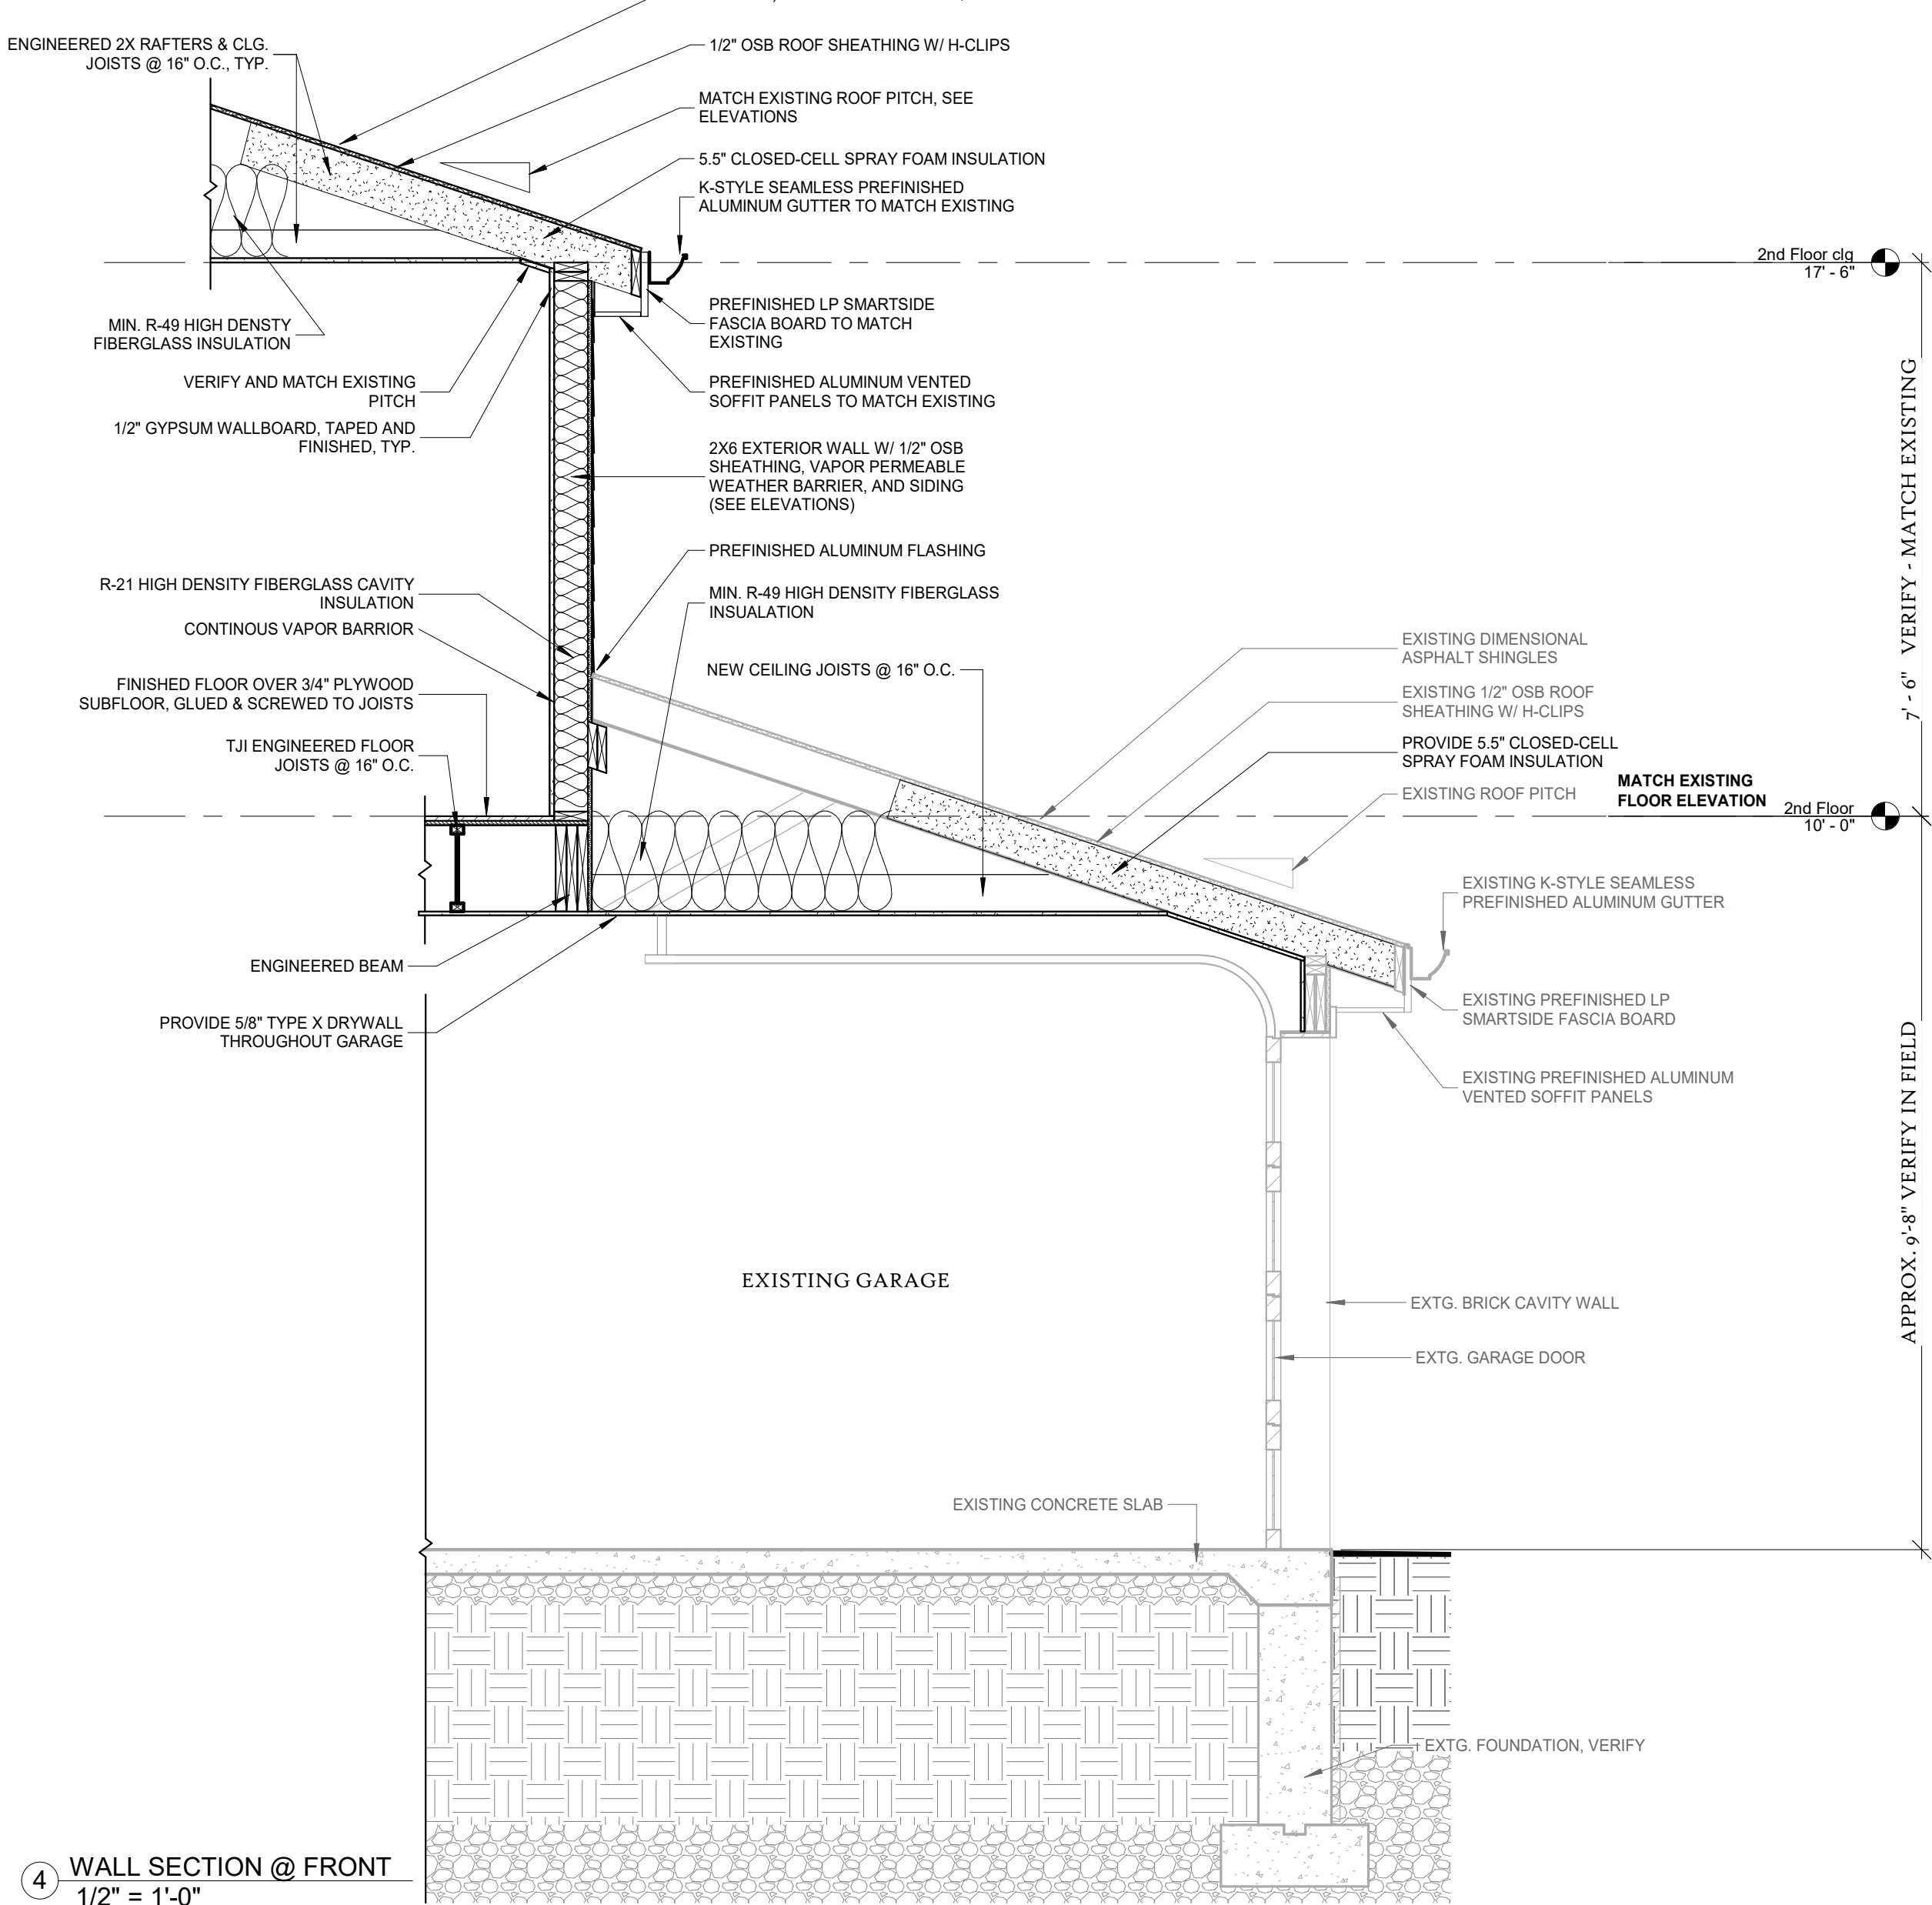 ENGINEERED 2X RAFTERS & CLG.
JOISTS @ 16" O.C., TYP.
1/2" OSB ROOF SHEATHING W/ H-CLIPS
MATCH EXISTING ROOF PITCH, SEE
ELEVATIONS
5.5" CLOSED-CELL SPRAY FOAM INSULATION
K-STYLE SEAMLESS PREFINISHED
ALUMINUM GUTTER TO MATCH EXISTING
2nd Floor clg
17' - 6"
MIN. R-49 HIGH DENSTY
FIBERGLASS INSULATION
PREFINISHED LP SMARTSIDE
FASCIA BOARD TO MATCH
EXISTING
VERIFY AND MATCH EXISTING
PITCH
PREFINISHED ALUMINUM VENTED
SOFFIT PANELS TO MATCH EXISTING
1/2" GYPSUM WALLBOARD, TAPED AND
FINISHED, TYP.
2X6 EXTERIOR WALL W/ 1/2" OSB
SHEATHING, VAPOR PERMEABLE
WEATHER BARRIER, AND SIDING
(SEE ELEVATIONS)
7' - 6" VERIFY - MATCH EXISTING
PREFINISHED ALUMINUM FLASHING
R-21 HIGH DENSITY FIBERGLASS CAVITY
INSULATION
MIN. R-49 HIGH DENSITY FIBERGLASS
INSUALATION
CONTINOUS VAPOR BARRIOR
NEW CEILING JOISTS @ 16" O.C.
EXISTING DIMENSIONAL
ASPHALT SHINGLES
FINISHED FLOOR OVER 3/4" PLYWOOD
SUBFLOOR, GLUED & SCREWED TO JOISTS
EXISTING 1/2" OSB ROOF
SHEATHING W/ H-CLIPS
TJI ENGINEERED FLOOR
JOISTS @ 16" O.C.
PROVIDE 5.5" CLOSED-CELL
SPRAY FOAM INSULATION
EXISTING ROOF PITCH
MATCH EXISTING
FLOOR ELEVATION
2nd Floor
10' - 0"
EXISTING K-STYLE SEAMLESS
PREFINISHED ALUMINUM GUTTER
ENGINEERED BEAM
EXISTING PREFINISHED LP
SMARTSIDE FASCIA BOARD
PROVIDE 5/8" TYPE X DRYWALL
THROUGHOUT GARAGE
EXISTING PREFINISHED ALUMINUM
VENTED SOFFIT PANELS
APPROX. 9'-8" VERIFY IN FIELD
EXISTING GARAGE
EXTG. BRICK CAVITY WALL
EXTG. GARAGE DOOR
EXISTING CONCRETE SLAB
EXTG. FOUNDATION, VERIFY
4 WALL SECTION @ FRONT
1/2" = 1'-0"